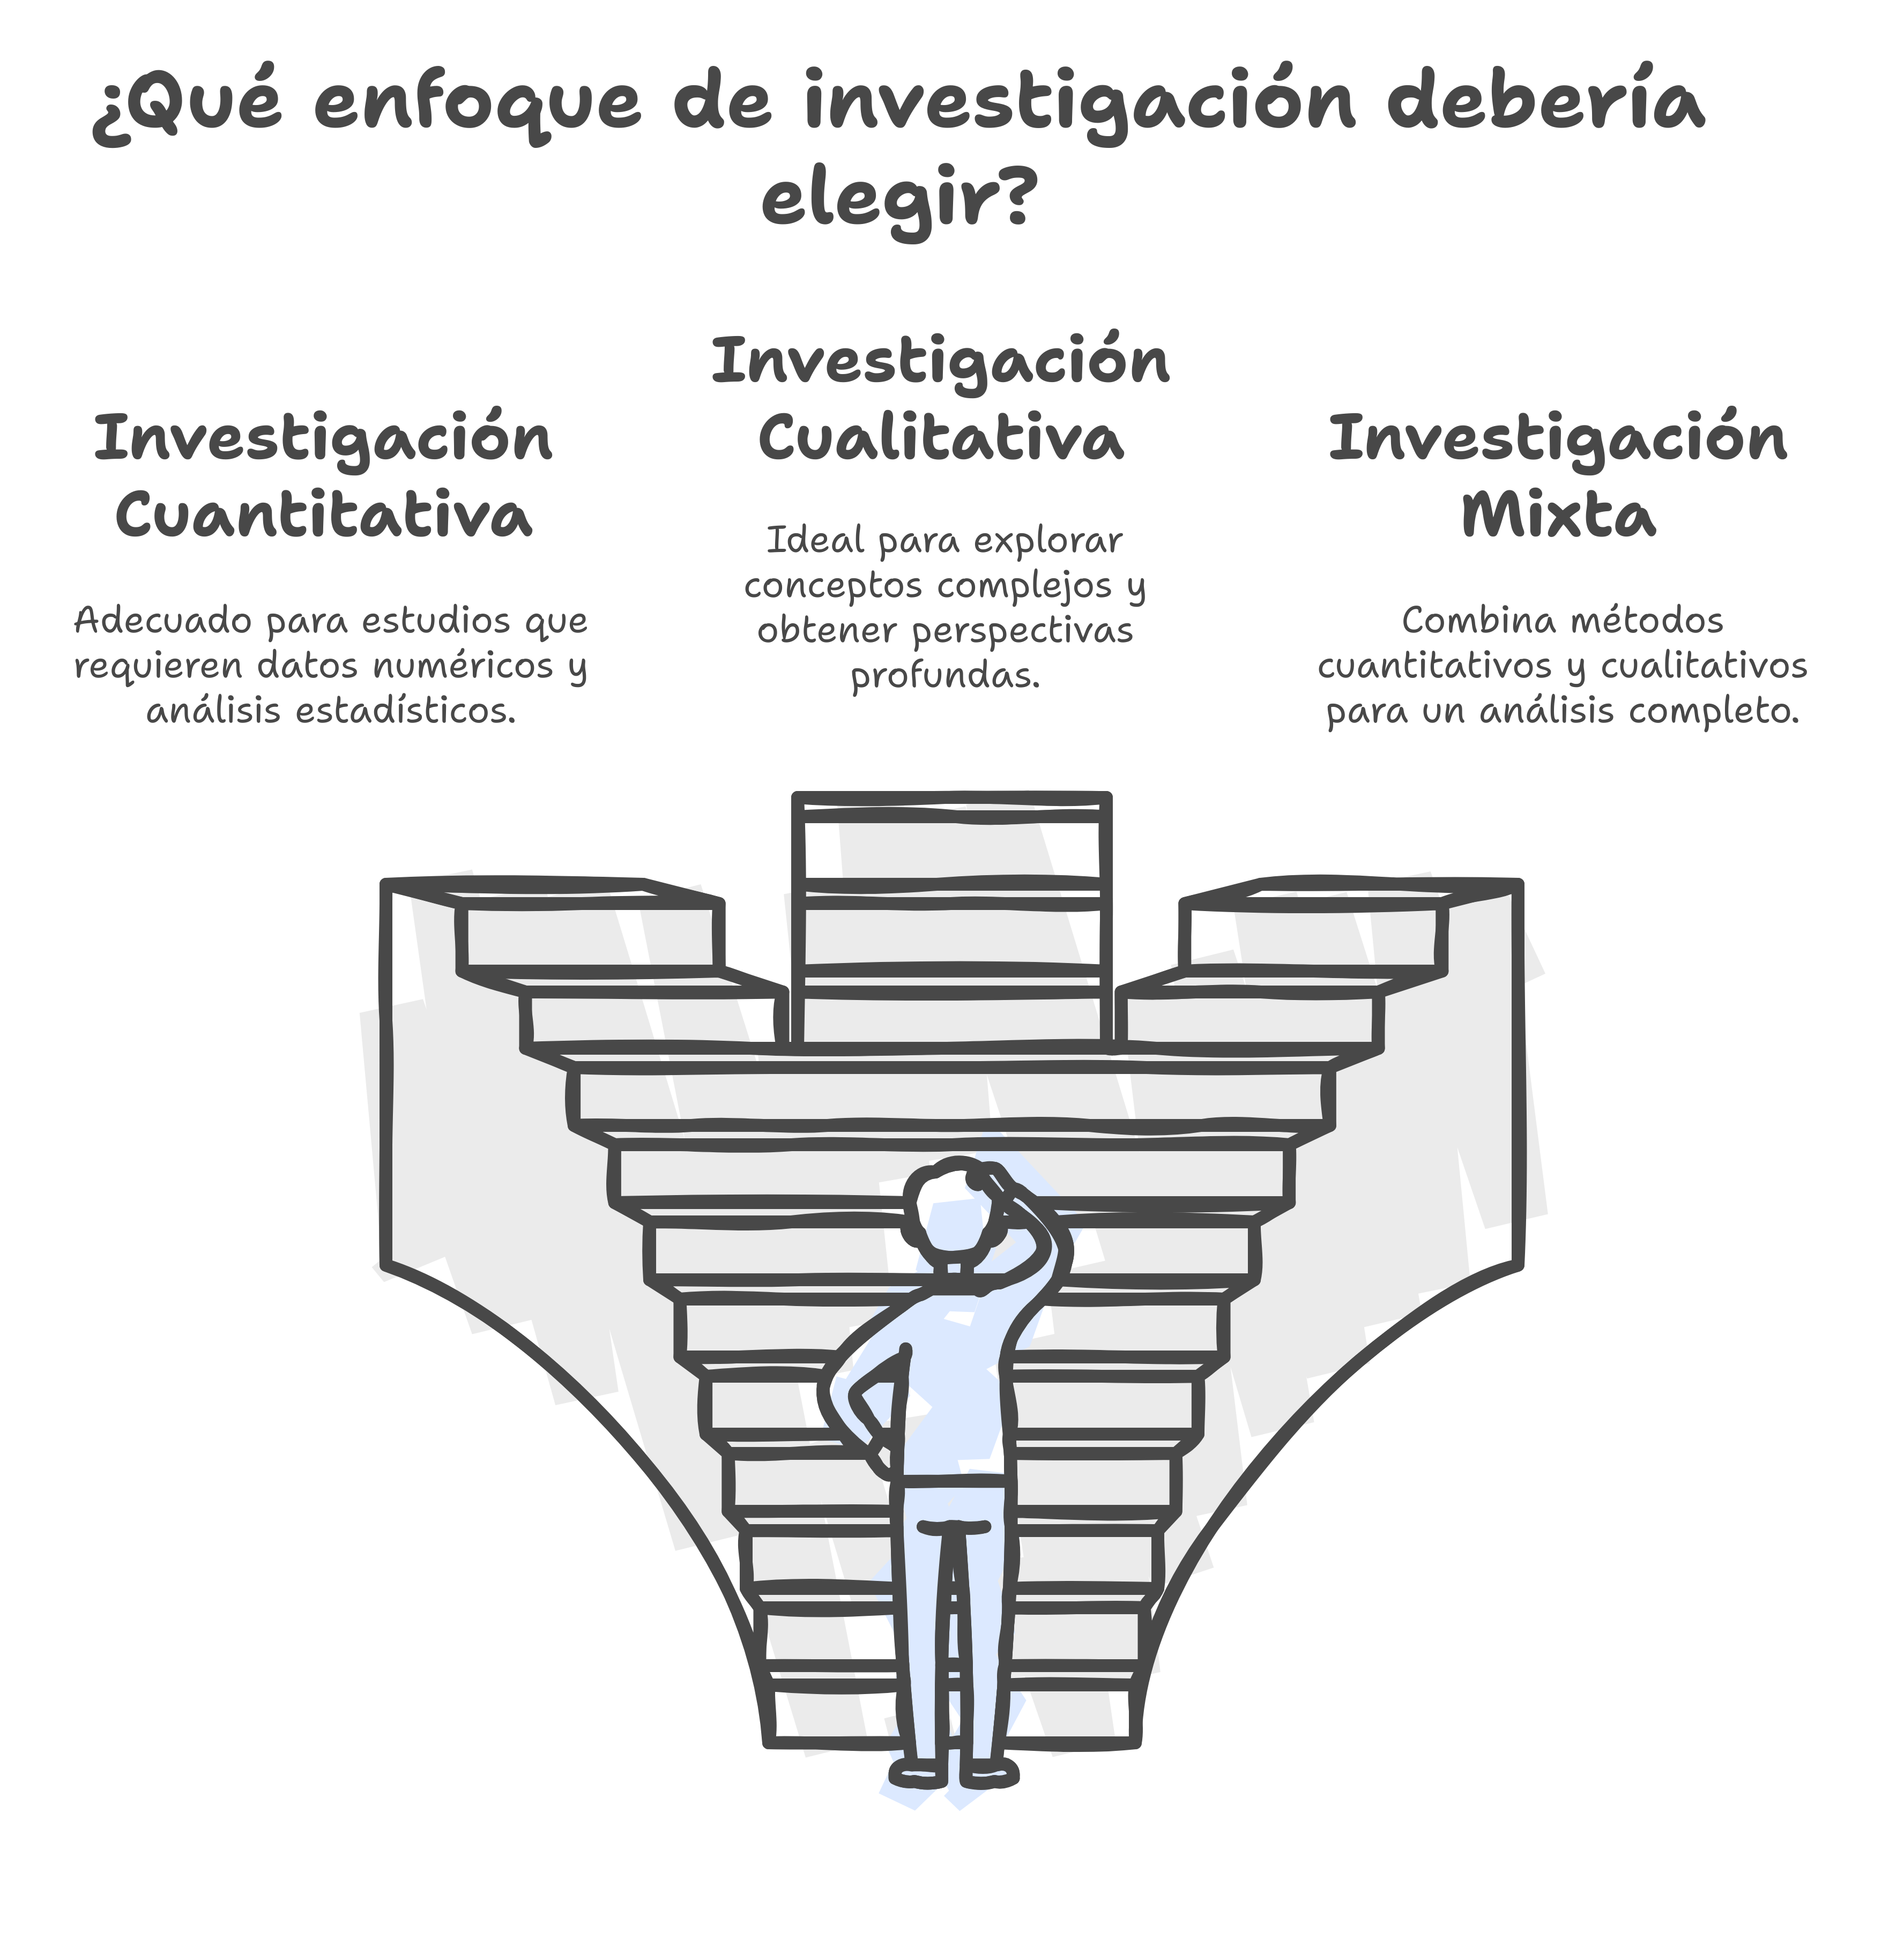 ¿Qué enfoque de investigación debería
elegir?
Investigación
Cuantitativa
Adecuado para estudios que
requieren datos numéricos y
análisis estadísticos.
Investigación
Cualitativa
Ideal para explorar
conceptos complejos y
obtener perspectivas
profundas.
Investigación
Mixta
Combina métodos
cuantitativos y cualitativos
para un análisis completo.